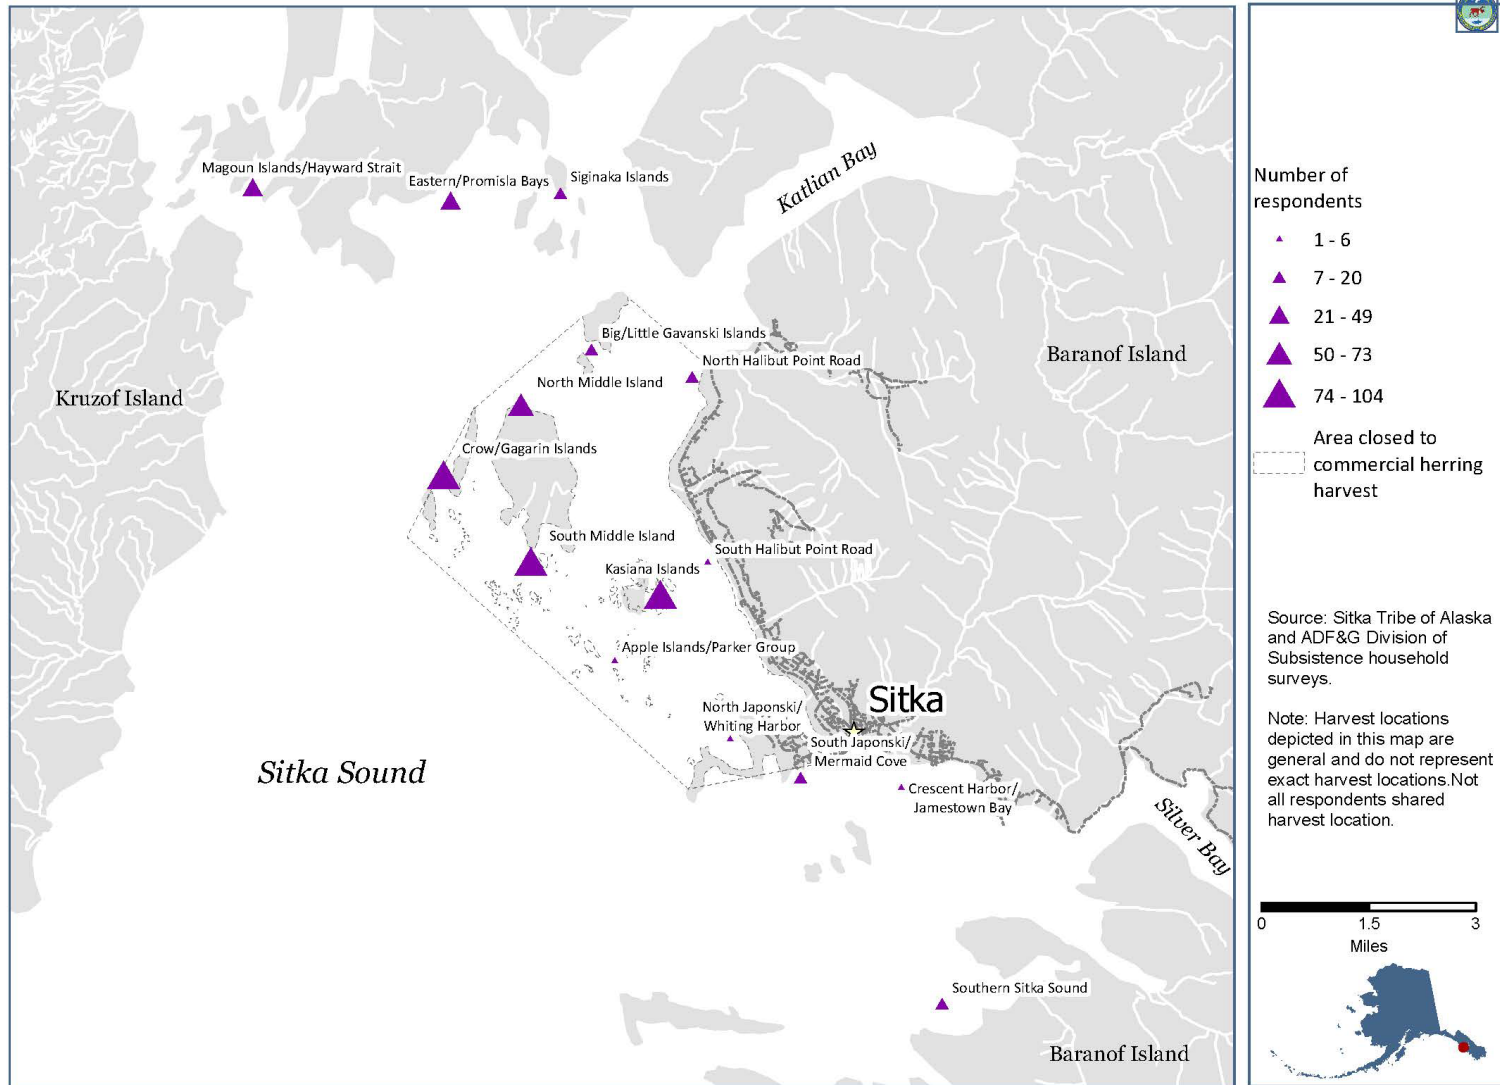 Magoun Islands/Hayward Strait
Eastern/Promisla Bays
Siginaka Islands
Katlian Bay
Big/Little Gavanski Islands
North Halibut Point Road
Baranof Island
North Middle Island
Kruzof Island
Crow/Gagarin Islands
South Middle Island
South Halibut Point Road
Kasiana Islands
Apple Islands/Parker Group
Sitka
North Japonski/
Whiting Harbor
South Japonski/
Mermaid Cove
Sitka Sound
Crescent Harbor/
Jamestown Bay
Silver Bay
Southern Sitka Sound
Baranof Island
Number of
respondents
1 - 6
7 - 20
21 - 49
50 - 73
74 - 104
Area closed to
commercial herring
harvest
Source: Sitka Tribe of Alaska
and ADF&G Division of
Subsistence household
surveys.
Note: Harvest locations
depicted in this map are
general and do not represent
exact harvest locations.Not
all respondents shared
harvest location.
0 1.5 3
Miles